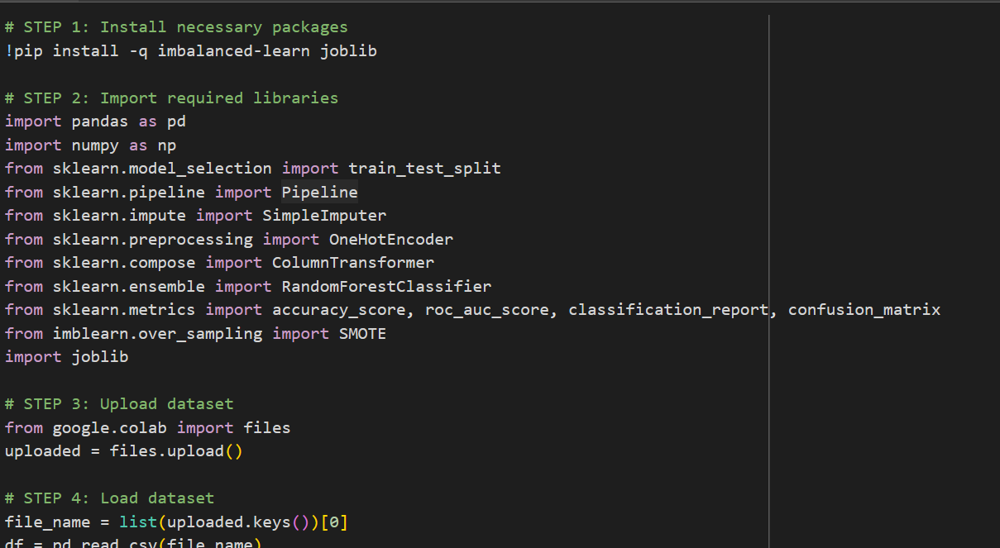 # STEP 1: Install necessary packages
!pip install -q imbalanced-learn joblib
# STEP 2: Import required libraries
import pandas as pd
import numpy as np
from sklearn.model_selection import train_test_split
from sklearn.pipeline import Pipeline
from sklearn.impute import SimpleImputer
from sklearn.preprocessing import OneHotEncoder
from sklearn.compose import ColumnTransformer
from sklearn.ensemble import RandomForestClassifier
from sklearn.metrics import accuracy_score, roc_auc_score, classification_report, confusion_matrix
from imblearn.over_sampling import SMOTE
import joblib
# STEP 3: Upload dataset
from google.colab import files
uploaded = files.upload()
# STEP 4: Load dataset
file_name = list(uploaded.keys())[0]
df = pd.read_csv(file_name)